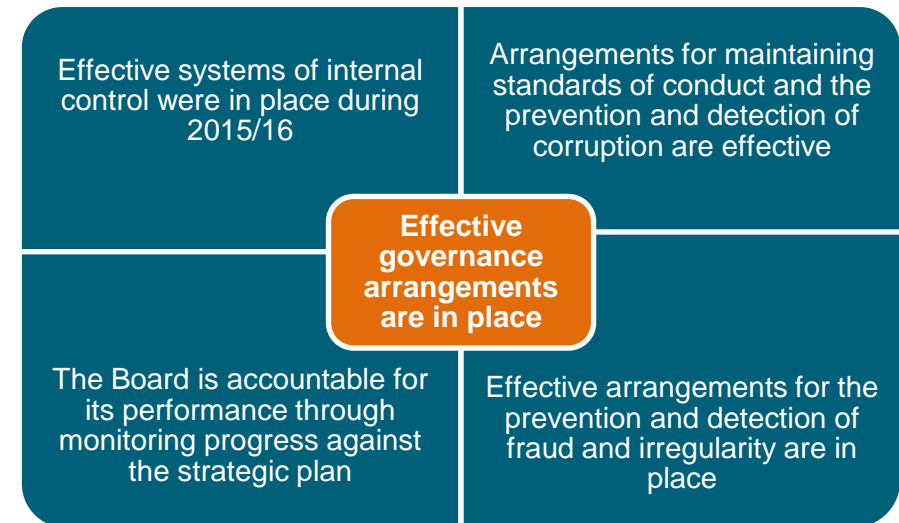 Effective systems of internal
control were in place during
2015/16
Arrangements for maintaining
standards of conduct and the
prevention and detection of
corruption are effective
Effective
governance
arrangements
are in place
The Board is accountable for
its performance through
monitoring progress against
the strategic plan
Effective arrangements for the
prevention and detection of
fraud and irregularity are in
place